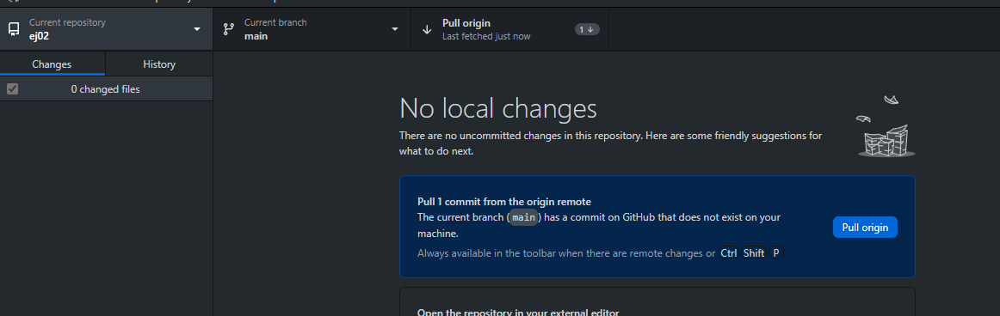 Current repository
ej02
Current branch
main
Pull origin
Last fetched just now
1
Changes
History
0 changed files
No local changes
There are no uncommitted changes in this repository. Here are some friendly suggestions for
what to do next.
Pull 1 commit from the origin remote
The current branch (main) has a commit on GitHub that does not exist on your
machine.
Always available in the toolbar when there are remote changes or Ctrl Shift P
Pull origin
Open the repository in your external editor